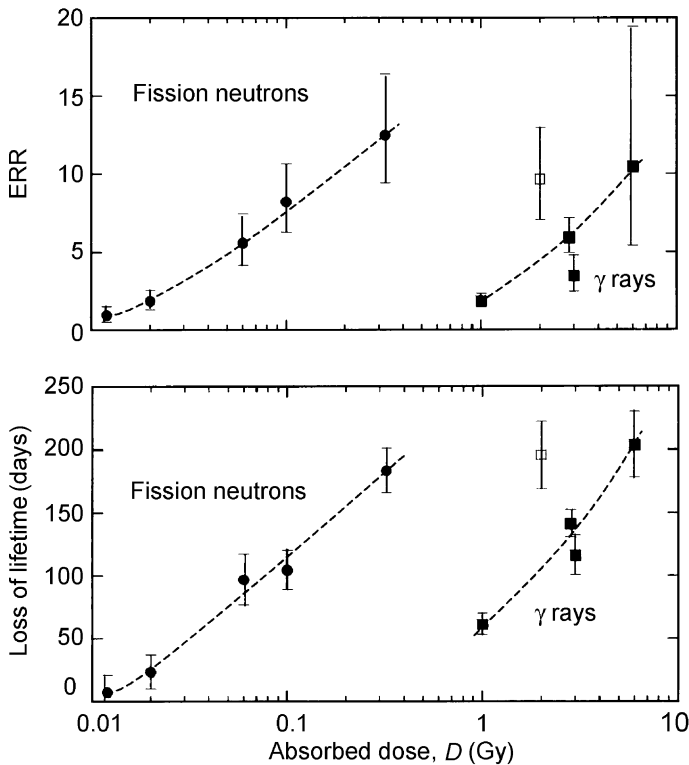 20
15
10
5
0
ERR
Fission neutrons
γ rays
250
200
150
100
50
0
Loss of lifetime (days)
Fission neutrons
γ rays
0.01 0.1 1 10
Absorbed dose, D (Gy)